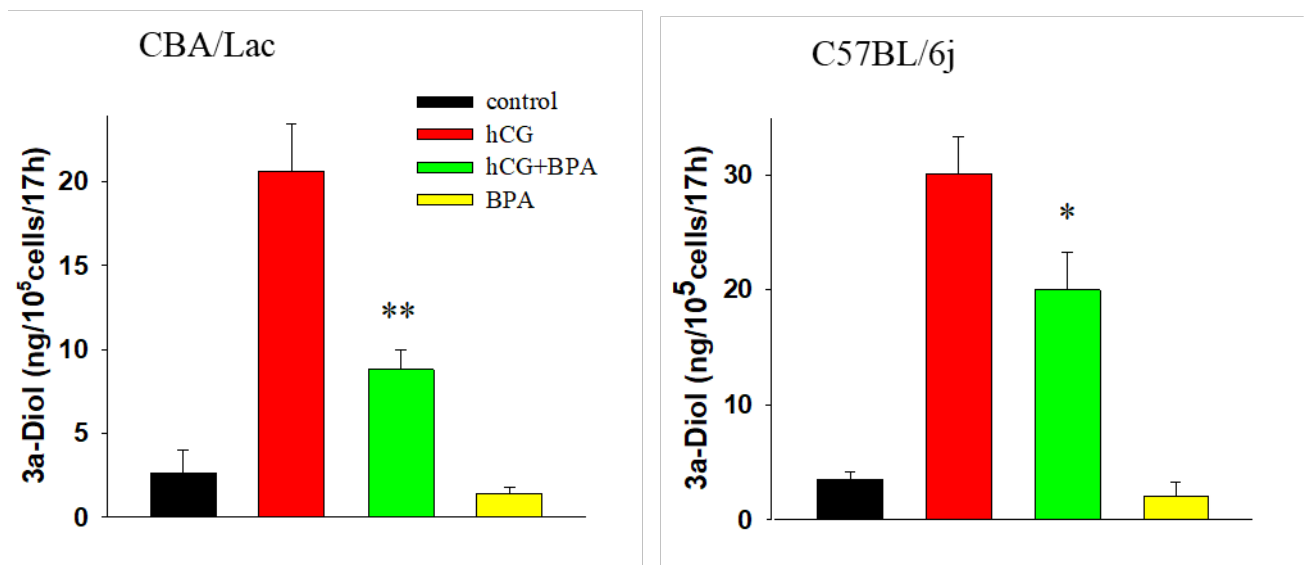 CBA/Lac
control
hCG
hCG+BPA
BPA
3a-Diol (ng/10⁵cells/17h)
20
15
10
5
0
**
C57BL/6j
3a-Diol (ng/10⁵cells/17h)
30
20
10
0
*